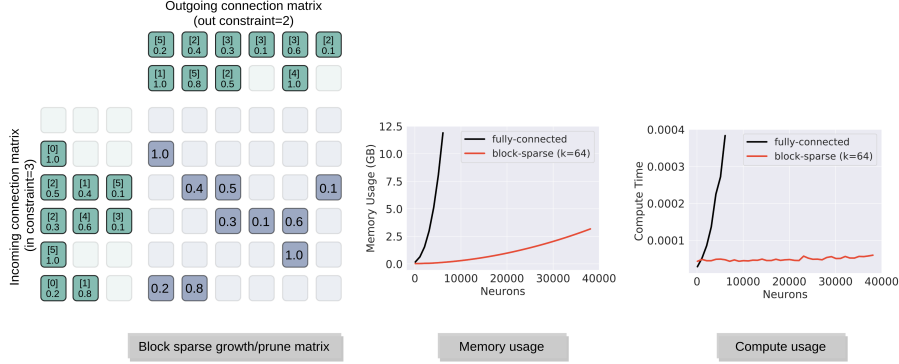 Outgoing connection matrix
(out constraint=2)
[5] [2] [3] [3] [3] [2]
0.2 0.4 0.3 0.1 0.6 0.1
[1] [5] [2] [4]
1.0 0.8 0.5 1.0
Incoming connection matrix
(in constraint=3)
[0]
1.0
[2] [1] [5]
0.5 0.4 0.1
[2] [4] [3]
0.3 0.6 0.1
[5]
1.0
[0] [1]
0.2 0.8
1.0
0.4 0.5 0.1
0.3 0.1 0.6
1.0
0.2 0.8
Block sparse growth/prune matrix
Memory Usage (GB)
12.5
10.0
7.5
5.0
2.5
0.0
fully-connected
block-sparse (k=64)
0 10000 20000 30000 40000
Neurons
Memory usage
Compute Time
0.0004
0.0003
0.0002
0.0001
fully-connected
block-sparse (k=64)
0 10000 20000 30000 40000
Neurons
Compute usage